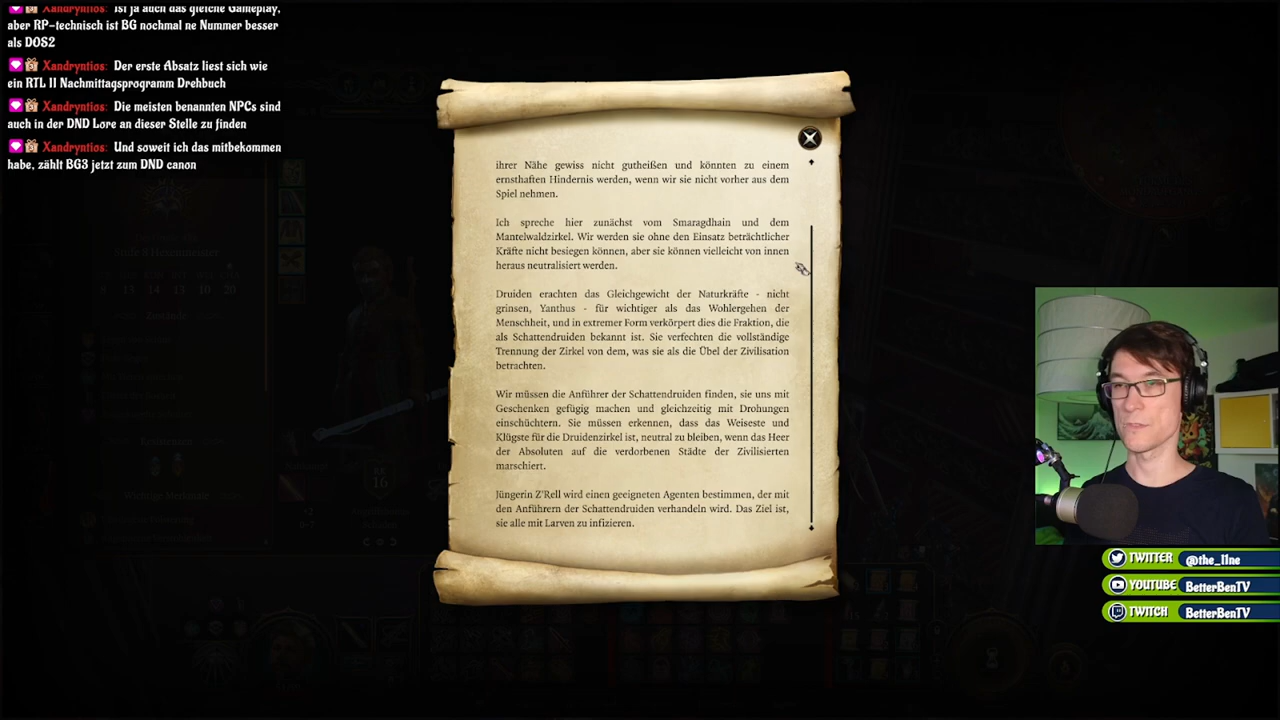 Xandryntios: Ist ja auch das gleiche Gameplay,
aber RP-technisch ist BG nochmal ne Nummer besser
als DOS2
Xandryntios: Der erste Absatz liest sich wie
ein RTL II Nachmittagsprogramm Drehbuch
Xandryntios: Die meisten benannten NPCs sind
auch in der DND Lore an dieser Stelle zu finden
Xandryntios: Und soweit ich das mitbekommen
habe, zählt BG3 jetzt zum DND canon
ihrer Nähe gewiss nicht gutheißen und könnten zu einem
ernsthaften Hindernis werden, wenn wir sie nicht vorher aus dem
Spiel nehmen.
Ich spreche hier zunächst vom Smaragdhain und dem
Mantelwaldzirkel. Wir werden sie ohne den Einsatz beträchtlicher
Kräfte nicht besiegen können, aber sie können vielleicht von innen
heraus neutralisiert werden.
Druiden erachten das Gleichgewicht der Naturkräfte - nicht
grinsen, Yanthus - für wichtiger als das Wohlergehen der
Menschheit, und in extremer Form verkörpert dies die Fraktion, die
als Schattendruiden bekannt ist. Sie verfechten die vollständige
Trennung der Zirkel von dem, was sie als die Übel der Zivilisation
betrachten.
Wir müssen die Anführer der Schattendruiden finden, sie uns mit
Geschenken gefügig machen und gleichzeitig mit Drohungen
einschüchtern. Sie müssen erkennen, dass das Weiseste und
Klügste für die Druidenzirkel ist, neutral zu bleiben, wenn das Heer
der Absoluten auf die verdorbenen Städte der Zivilisierten
marschiert.
Jüngerin Z'Rell wird einen geeigneten Agenten bestimmen, der mit
den Anführern der Schattendruiden verhandeln wird. Das Ziel ist,
sie alle mit Larven zu infizieren.
16
TWITTER @the_11ne
YOUTUBE BetterBenTV
TWITCH BetterBenTV